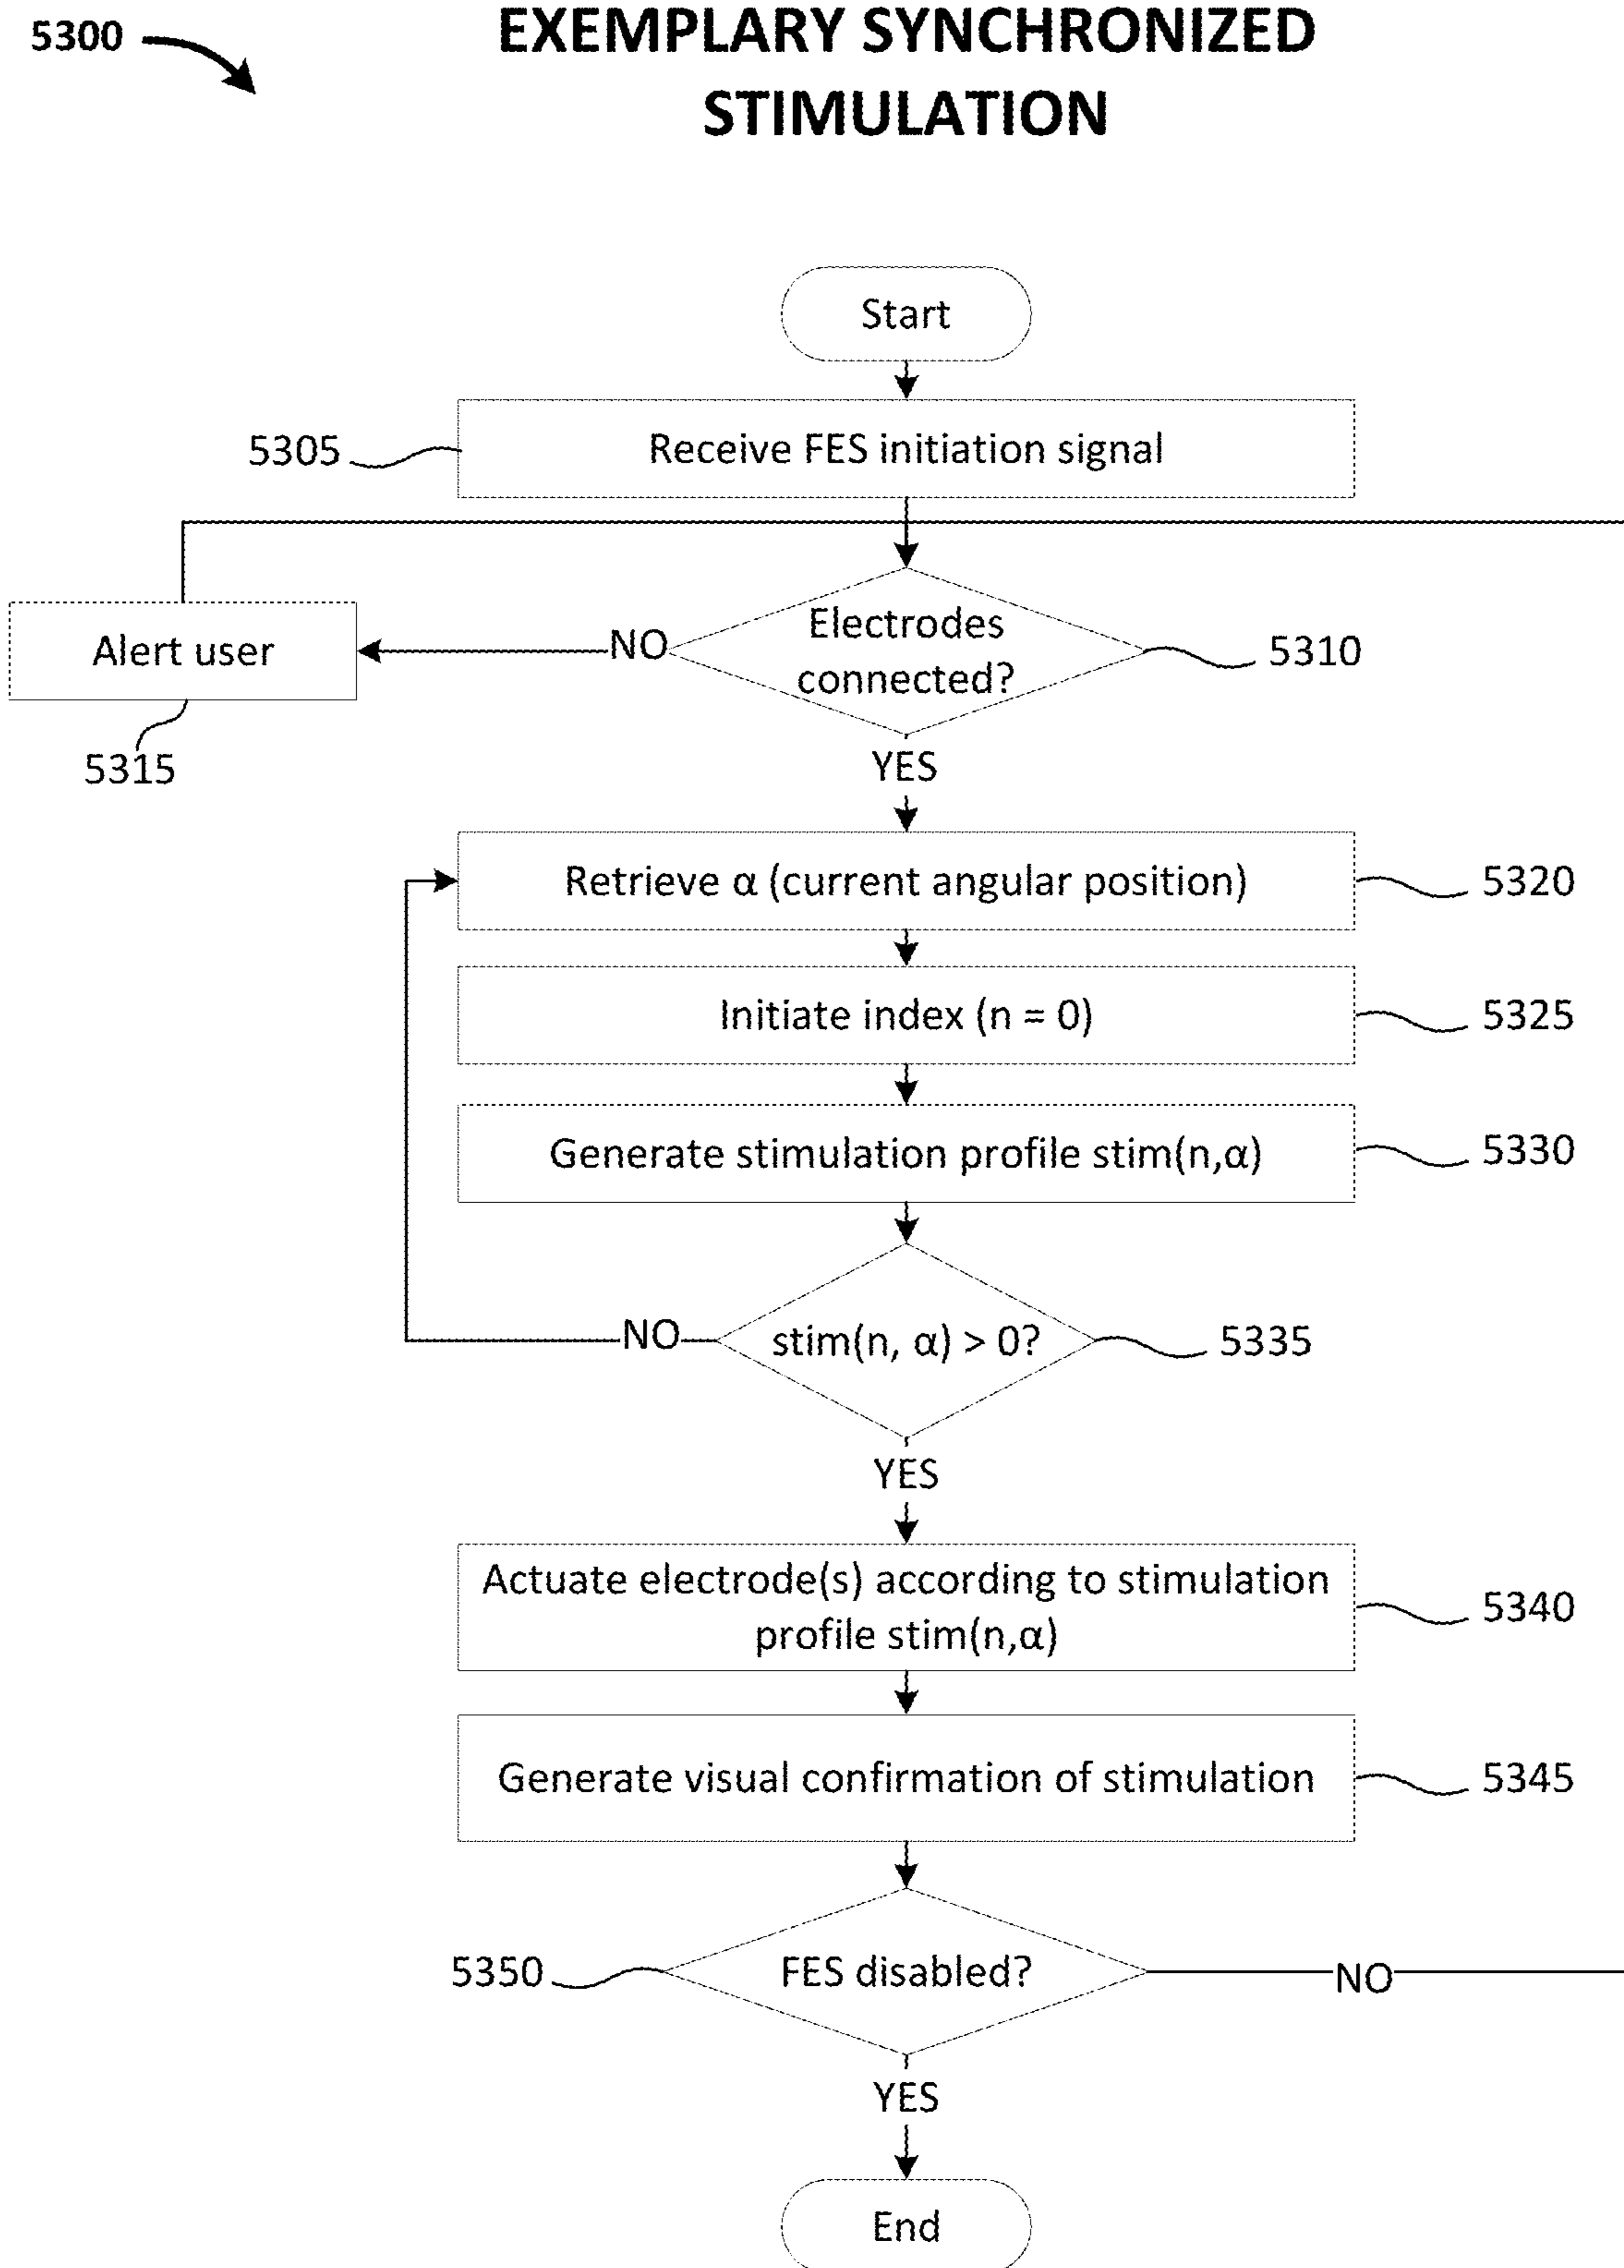 5300
EXEMPLARY SYNCHRONIZED
STIMULATION
Start
5305
Receive FES initiation signal
Alert user
NO
Electrodes
connected?
5310
5315
YES
Retrieve α (current angular position)
5320
Initiate index (n = 0)
5325
Generate stimulation profile stim(n,α)
5330
NO
stim(n, α) > 0?
5335
YES
Actuate electrode(s) according to stimulation
profile stim(n,α)
5340
Generate visual confirmation of stimulation
5345
5350
FES disabled?
NO
YES
End